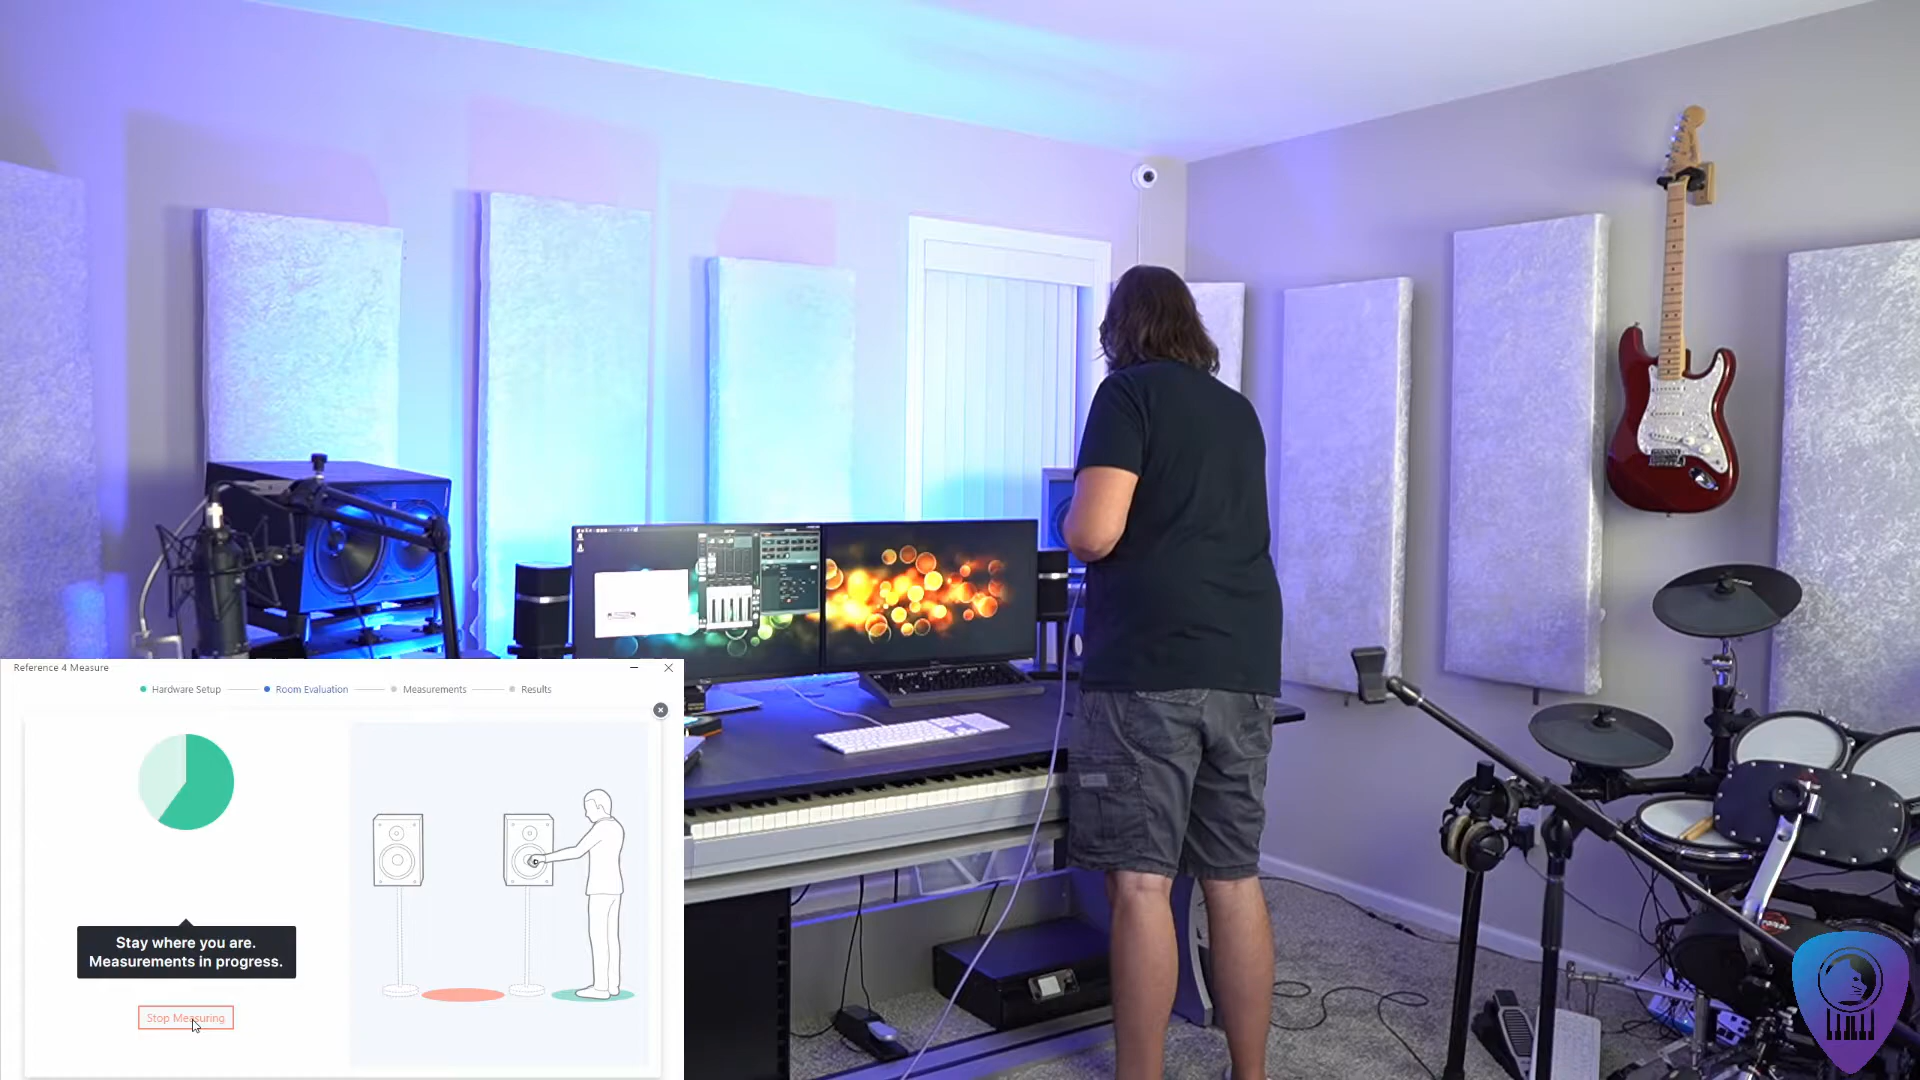 Reference 4 Measure
Hardware Setup
Room Evaluation
Measurements
Results
Stay where you are.
Measurements in progress.
Stop Measuring